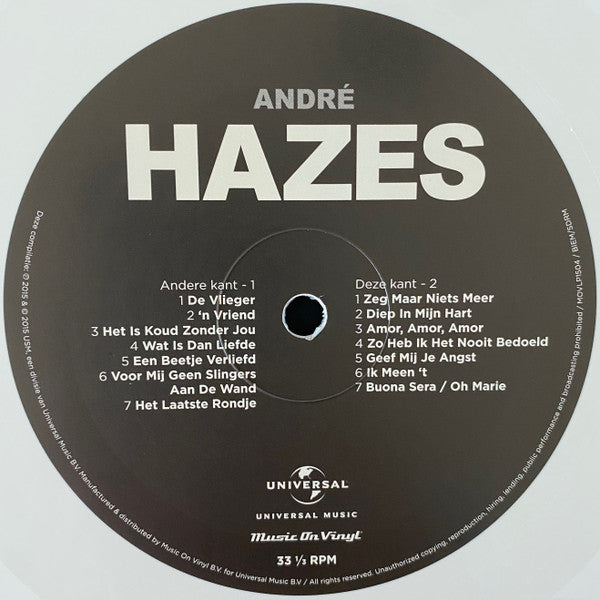 ANDRÉ
HAZES
Andere kant - 1
1 De Vlieger
2 ‘n Vriend
3 Het Is Koud Zonder Jou
4 Wat Is Dan Liefde
5 Een Beetje Verliefd
6 Voor Mij Geen Slingers
Aan De Wand
7 Het Laatste Rondje
Deze kant - 2
1 Zeg Maar Niets Meer
2 Diep In Mijn Hart
3 Amor, Amor, Amor
4 Zo Heb Ik Het Nooit Bedoeld
5 Geef Mij Je Angst
6 Ik Meen ‘t
7 Buona Sera / Oh Marie
UNIVERSAL
UNIVERSAL MUSIC
Music On Vinyl
33 ⅓ RPM
Deze compilatie: ℗ 2015 & © 2015 USM, een divisie van Universal Music B.V. Manufactured & distributed by Music On Vinyl B.V. for Universal Music B.V / All rights reserved. Unauthorized copying, reproduction, hiring, lending, public performance and broadcasting prohibited / MOVLP1504 / BIEM/SDRM